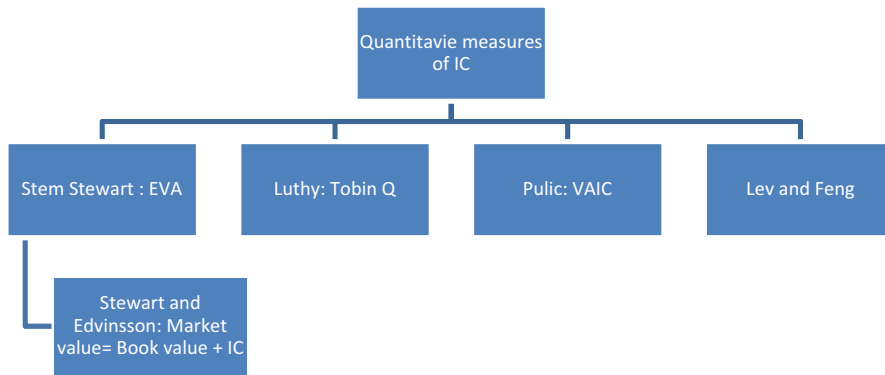 Quantitavie measures
of IC
Stem Stewart : EVA
Luthy: Tobin Q
Pulic: VAIC
Lev and Feng
Stewart and
Edvinsson: Market
value= Book value + IC